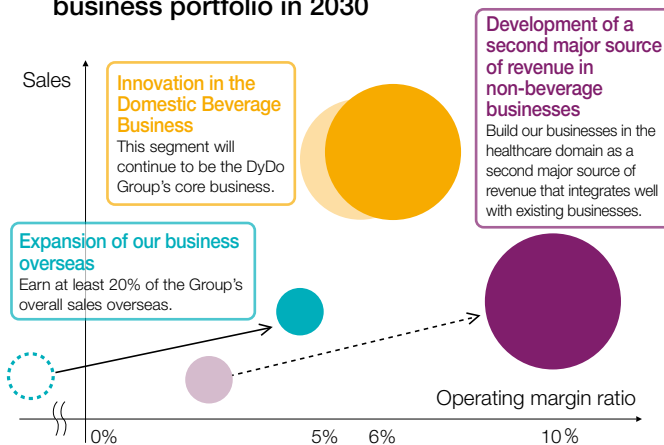 business portfolio in 2030
Sales
Innovation in the
Domestic Beverage
Business
This segment will
continue to be the DyDo
Group's core business.
Development of a
second major source
of revenue in
non-beverage
businesses
Build our businesses in the
healthcare domain as a
second major source of
revenue that integrates well
with existing businesses.
Expansion of our business
overseas
Earn at least 20% of the Group's
overall sales overseas.
Operating margin ratio
0%
5%
6%
10%